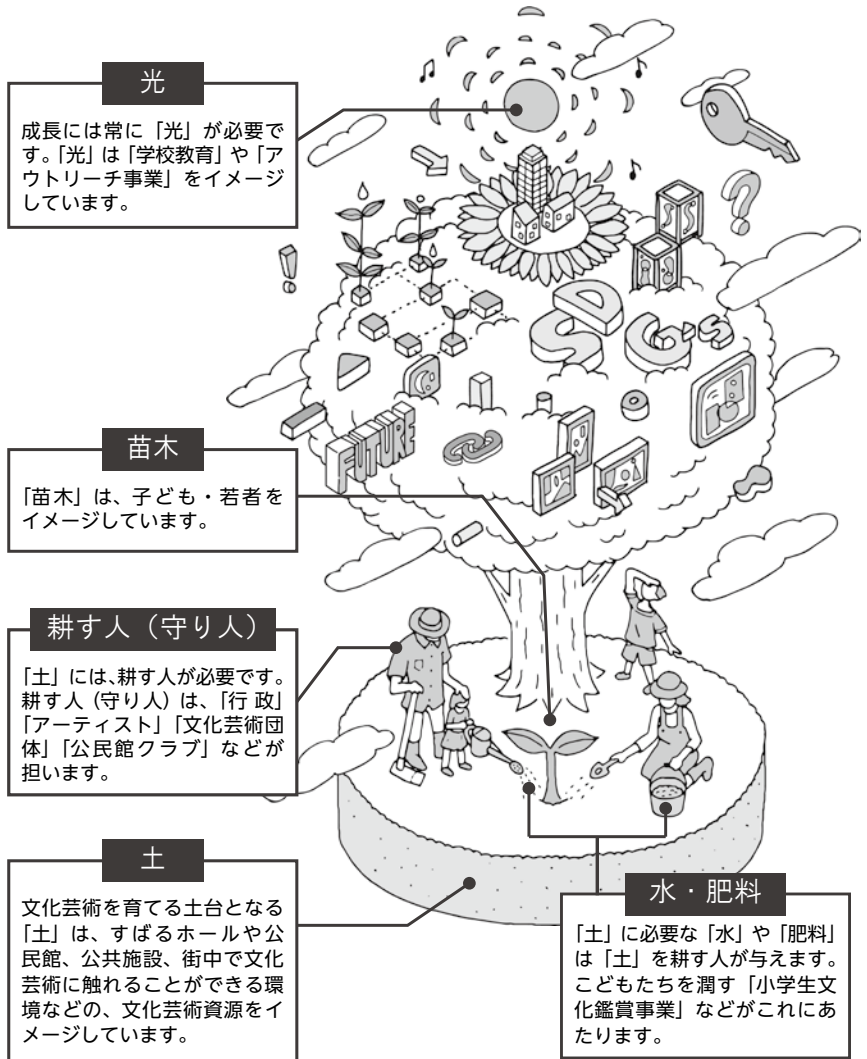 光
成長には常に「光」が必要で
す。「光」は「学校教育」や「ア
ウトリーチ事業」をイメージ
しています。
SDG's
FUTURE
苗木
「苗木」は、子ども・若者を
イメージしています。
耕す人（守り人）
「土」には、耕す人が必要です。
耕す人（守り人）は、「行 政」
「アーティスト」「文化芸術団
体」「公民館クラブ」などが
担います。
土
文化芸術を育てる土台となる
「土」は、すばるホールや公
民館、公共施設、街中で文化
芸術に触れることができる環
境などの、文化芸術資源をイ
メージしています。
水・肥料
「土」に必要な「水」や「肥料」
は「土」を耕す人が与えます。
こどもたちを潤す「小学生文
化鑑賞事業」などがこれにあ
たります。